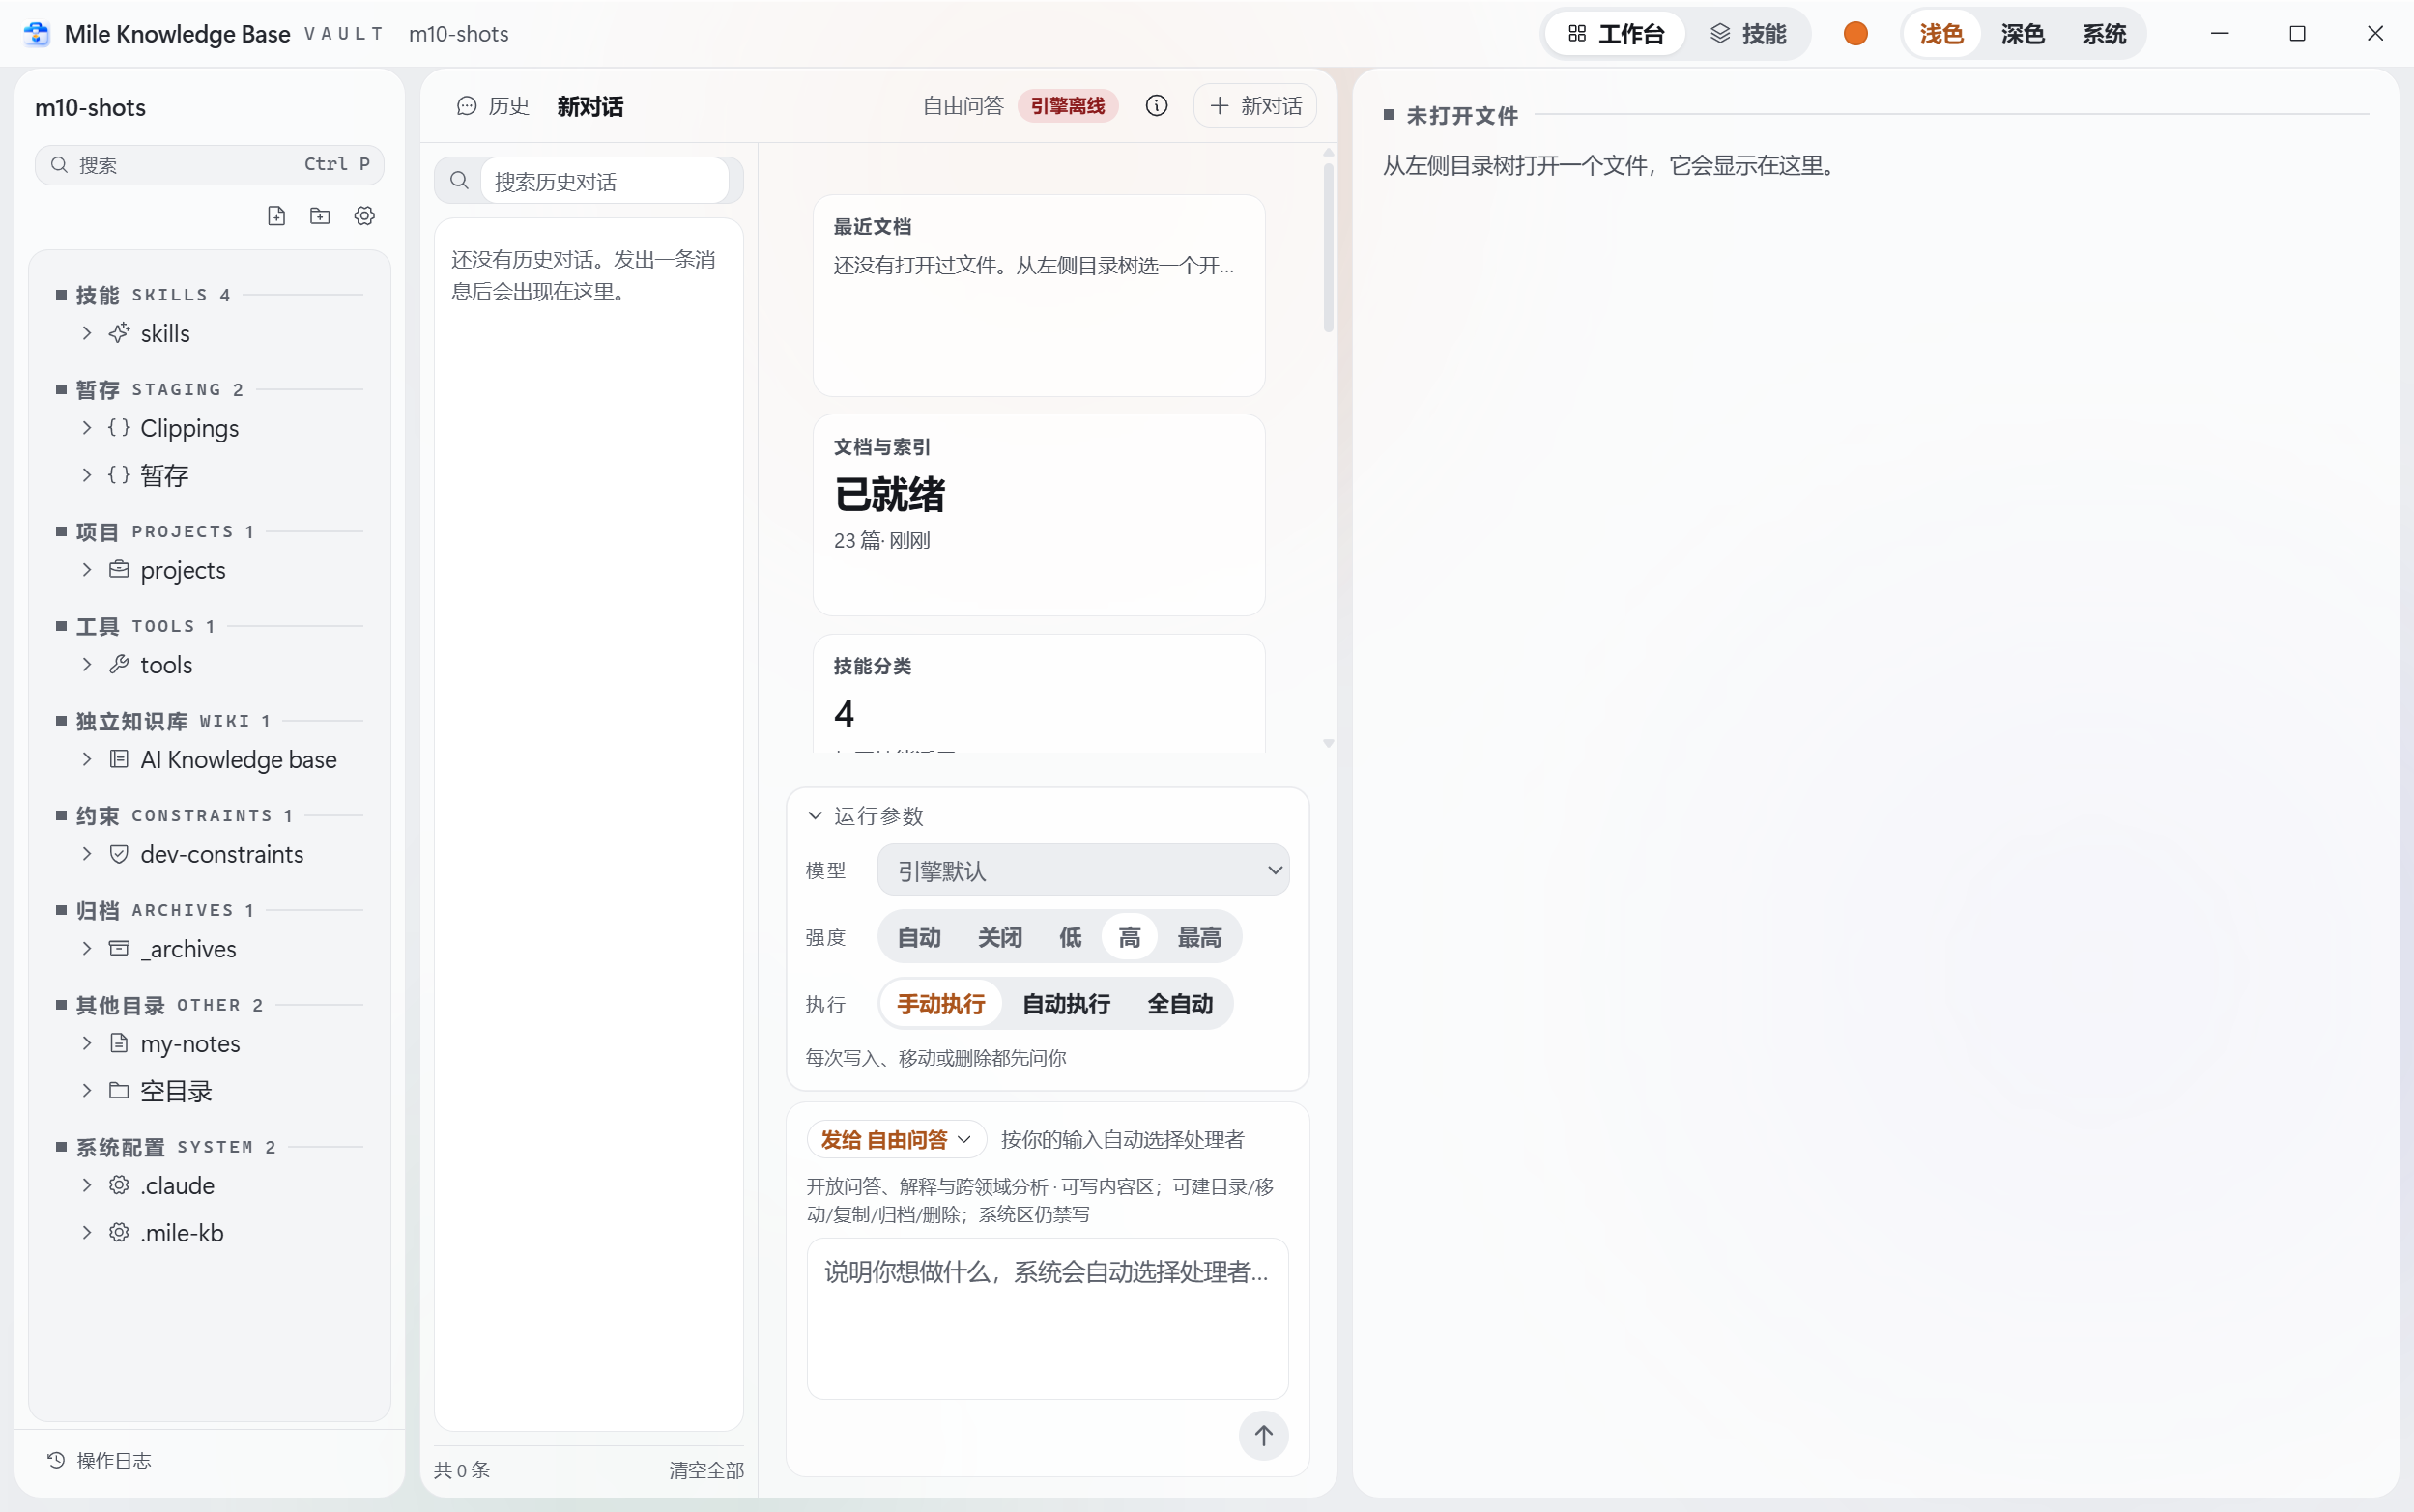 Mile Knowledge Base VAULT m10-shots
工作台 技能 浅色 深色 系统
m10-shots
搜索 Ctrl P
技能 SKILLS 4
skills
暂存 STAGING 2
Clippings
暂存
项目 PROJECTS 1
projects
工具 TOOLS 1
tools
独立知识库 WIKI 1
AI Knowledge base
约束 CONSTRAINTS 1
dev-constraints
归档 ARCHIVES 1
_archives
其他目录 OTHER 2
my-notes
空目录
系统配置 SYSTEM 2
.claude
.mile-kb
操作日志
历史 新对话 自由问答 引擎离线 新对话
搜索历史对话
还没有历史对话。发出一条消
息后会出现在这里。
共 0 条 清空全部
最近文档
还没有打开过文件。从左侧目录树选一个开...
文档与索引
已就绪
23 篇· 刚刚
技能分类
4
运行参数
模型 引擎默认
强度 自动 关闭 低 高 最高
执行 手动执行 自动执行 全自动
每次写入、移动或删除都先问你
发给 自由问答 按你的输入自动选择处理者
开放问答、解释与跨领域分析 · 可写内容区；可建目录/移
动/复制/归档/删除；系统区仍禁写
说明你想做什么，系统会自动选择处理者...
未打开文件
从左侧目录树打开一个文件，它会显示在这里。